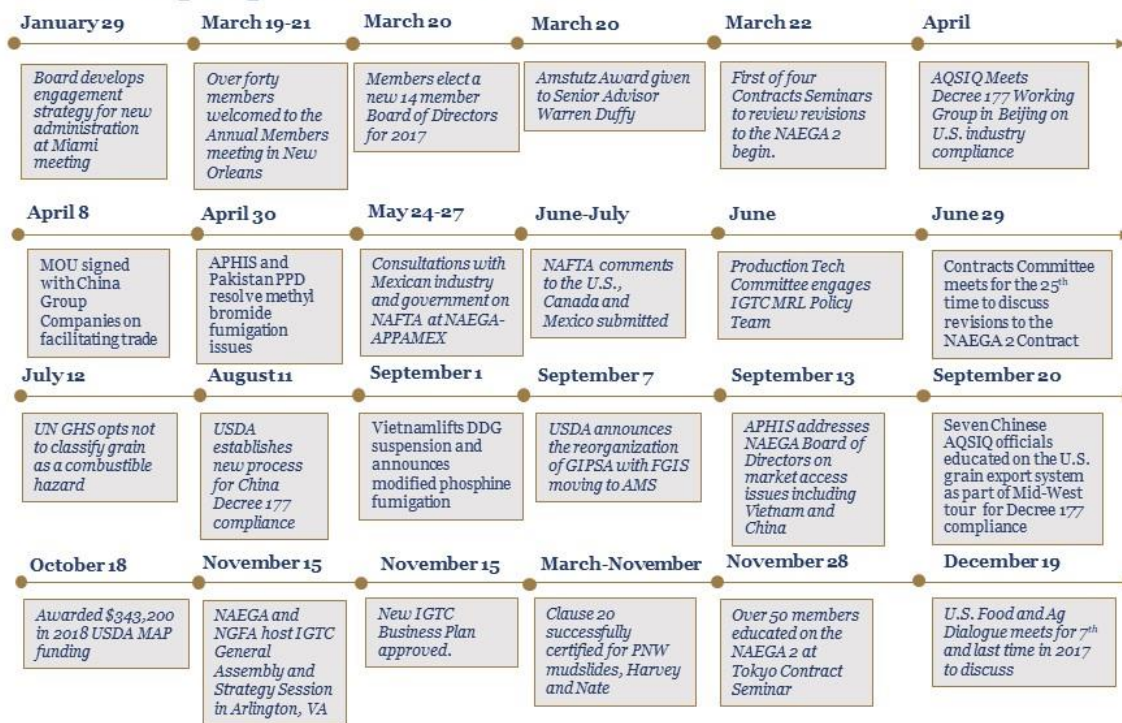 January 29
March 19-21
March 20
March 20
March 22
April
Board develops
engagement
strategy for new
administration
at Miami
meeting
Over forty
members
welcomed to the
Annual Members
meeting in New
Orleans
Members elect a
new 14 member
Board of Directors
for 2017
Amstutz Award given
to Senior Advisor
Warren Duffy
First of four
Contracts Seminars
to review revisions
to the NAEGA 2
begin.
AQSIQ Meets
Decree 177 Working
Group in Beijing on
U.S. industry
compliance
April 8
April 30
May 24-27
June-July
June
June 29
MOU signed
with China
Group
Companies on
facilitating trade
APHIS and
Pakistan PPD
resolve methyl
bromide
fumigation
issues
Consultations with
Mexican industry
and government on
NAFTA at NAEGA-
APPAMEX
NAFTA comments
to the U.S.,
Canada and
Mexico submitted
Production Tech
Committee engages
IGTC MRL Policy
Team
Contracts Committee
meets for the 25th
time to discuss
revisions to the
NAEGA 2 Contract
July 12
August 11
September 1
September 7
September 13
September 20
UN GHS opts not
to classify grain
as a combustible
hazard
USDA
establishes
new process
for China
Decree 177
compliance
Vietnamlifts DDG
suspension and
announces
modified phosphine
fumigation
USDA announces
the reorganization
of GIPSA with FGIS
moving to AMS
APHIS addresses
NAEGA Board of
Directors on
market access
issues including
Vietnam and
China
Seven Chinese
AQSIQ officials
educated on the U.S.
grain export system
as part of Mid-West
tour for Decree 177
compliance
October 18
November 15
November 15
March-November
November 28
December 19
Awarded $343,200
in 2018 USDA MAP
funding
NAEGA and
NGFA host IGTC
General
Assembly and
Strategy Session
in Arlington, VA
New IGTC
Business Plan
approved.
Clause 20
successfully
certified for PNW
mudslides, Harvey
and Nate
Over 50 members
educated on the
NAEGA 2 at
Tokyo Contract
Seminar
U.S. Food and Ag
Dialogue meets for 7th
and last time in 2017
to discuss